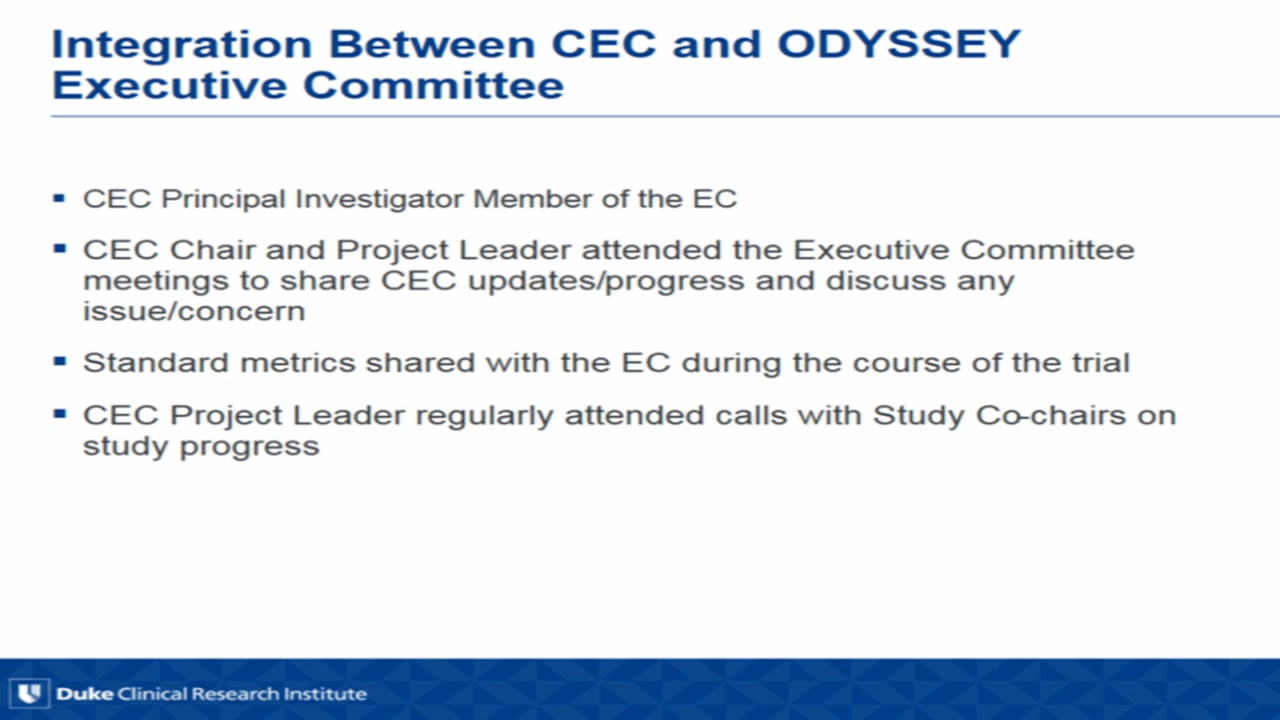 Integration Between CEC and ODYSSEY
Executive Committee
▪ CEC Principal Investigator Member of the EC
▪ CEC Chair and Project Leader attended the Executive Committee
meetings to share CEC updates/progress and discuss any
issue/concern
▪ Standard metrics shared with the EC during the course of the trial
▪ CEC Project Leader regularly attended calls with Study Co-chairs on
study progress
Duke Clinical Research Institute